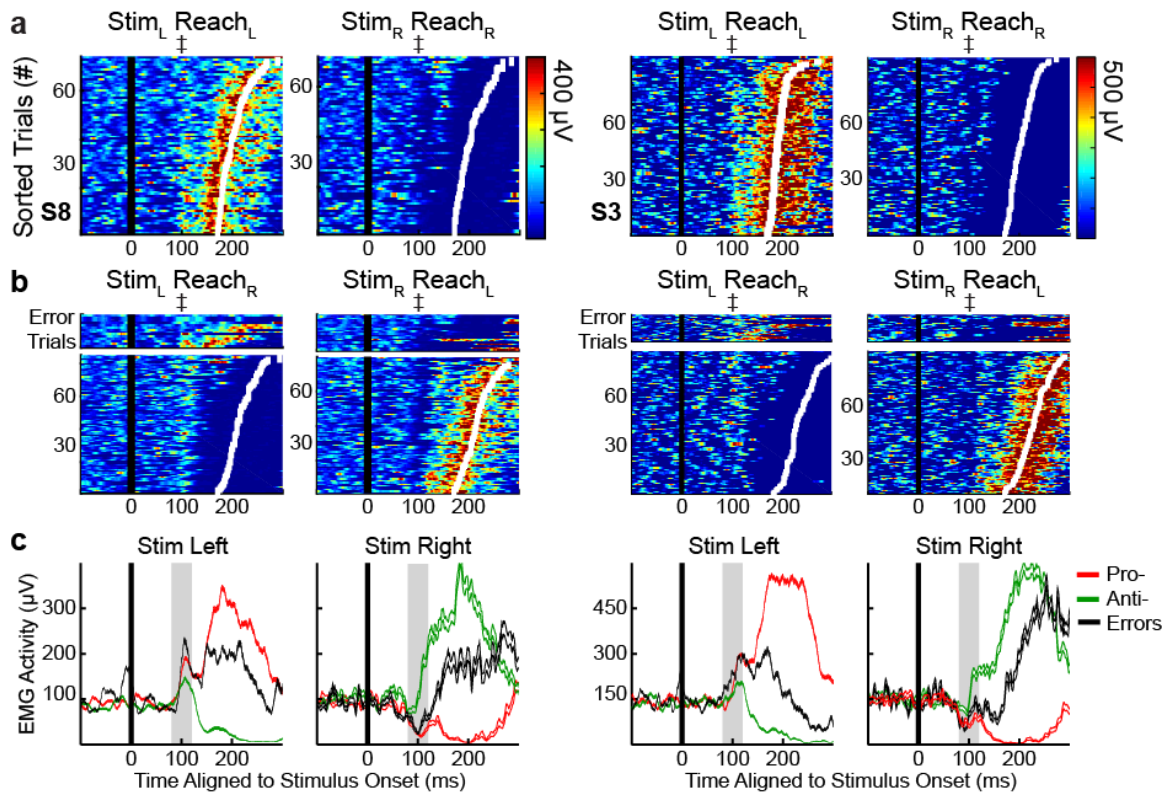 a
Stim_L Reach_L
Stim_R Reach_R
Stim_L Reach_L
Stim_R Reach_R
‡ ‡ ‡ ‡
Sorted Trials (#)
60
30
60
30
400 µV
60
30
60
30
500 µV
S8
S3
0 100 200
0 100 200
0 100 200
0 100 200
b
Stim_L Reach_R
Stim_R Reach_L
Stim_L Reach_R
Stim_R Reach_L
‡ ‡ ‡ ‡
Error
Trials
Error
Trials
60
30
60
30
60
30
60
30
0 100 200
0 100 200
0 100 200
0 100 200
c
Stim Left
Stim Right
Stim Left
Stim Right
EMG Activity (µV)
300
200
100
450
300
150
Pro-
Anti-
Errors
0 100 200
0 100 200
0 100 200
0 100 200
Time Aligned to Stimulus Onset (ms)
Time Aligned to Stimulus Onset (ms)